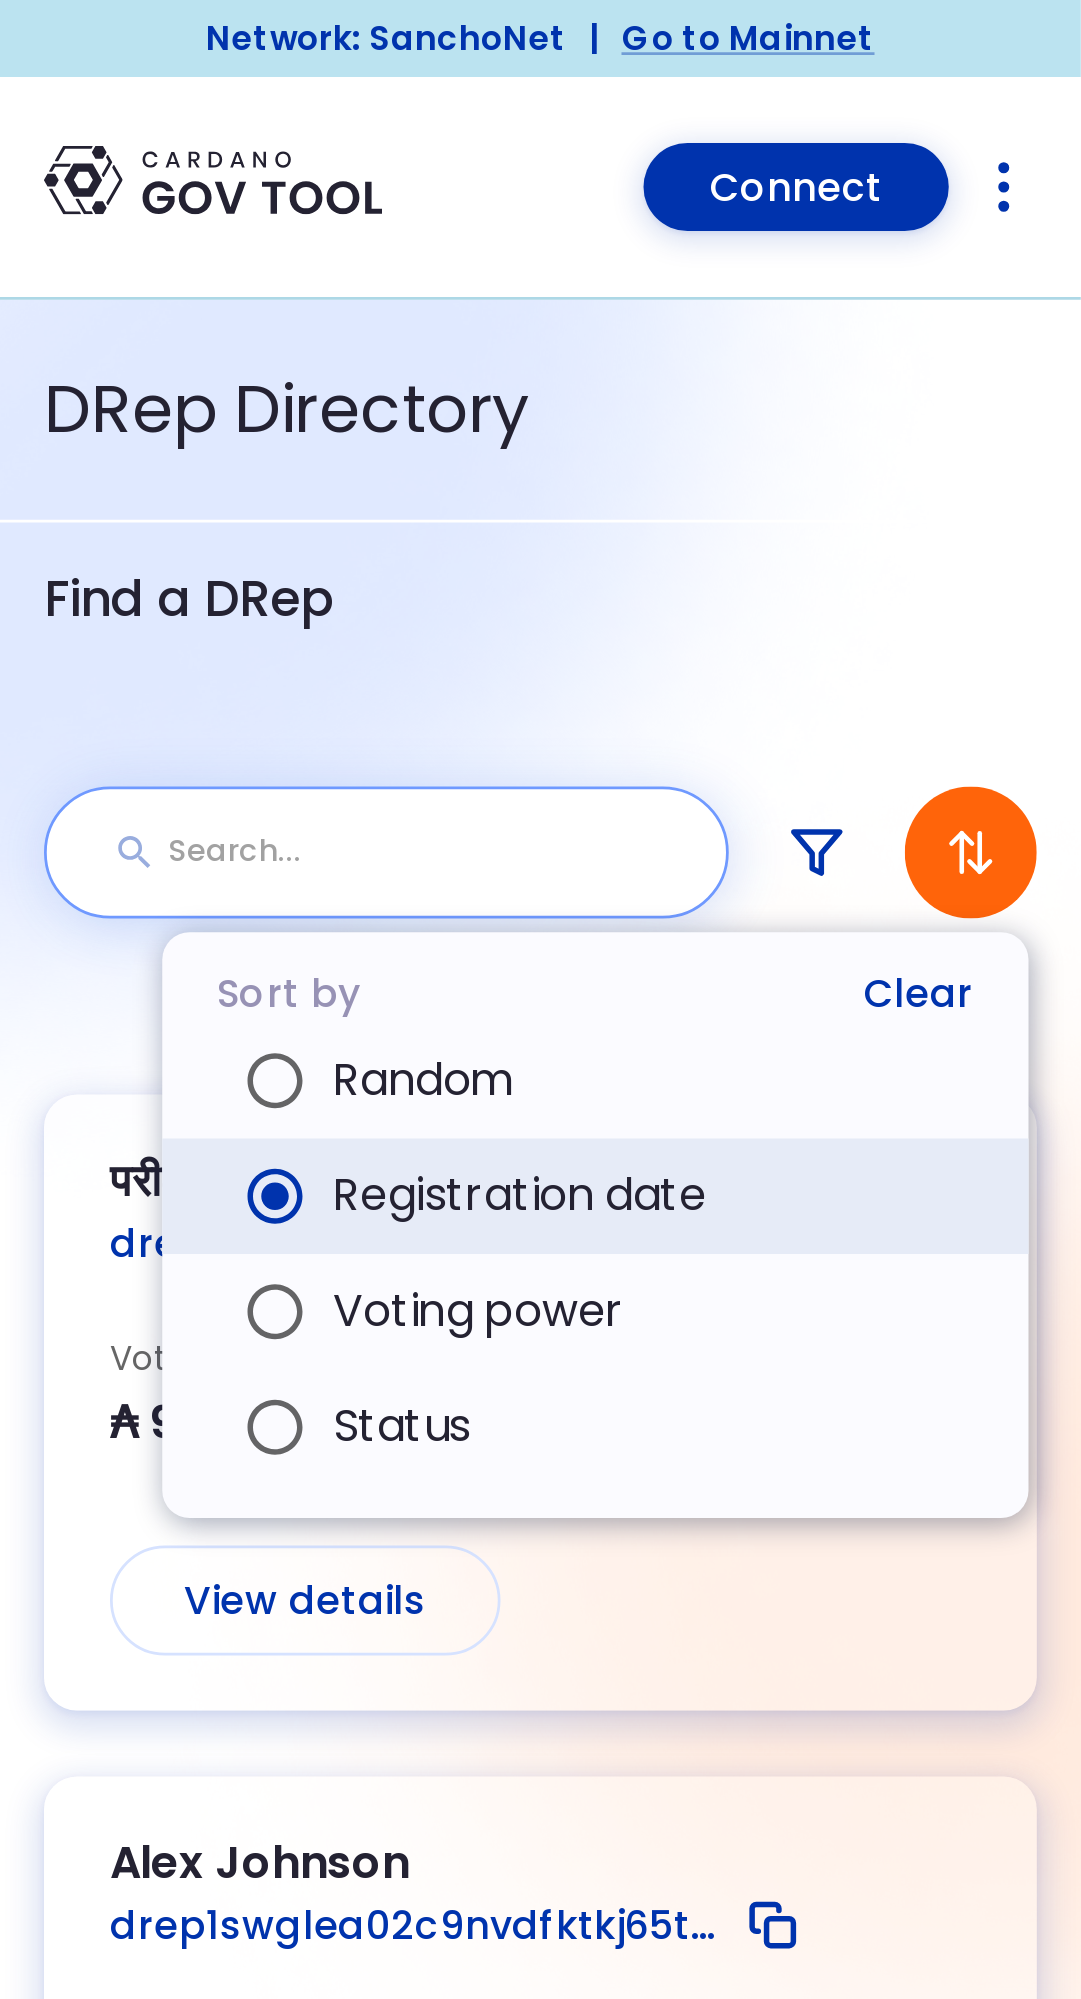 Network: SanchoNet | Go to Mainnet
CARDANO
GOV TOOL
Connect
DRep Directory
Find a DRep
Search...
Sort by
Clear
Random
Registration date
Voting power
Status
परी
dre
Vot
₳ 9
View details
Alex Johnson
drep1swglea02c9nvdfktkj65t...